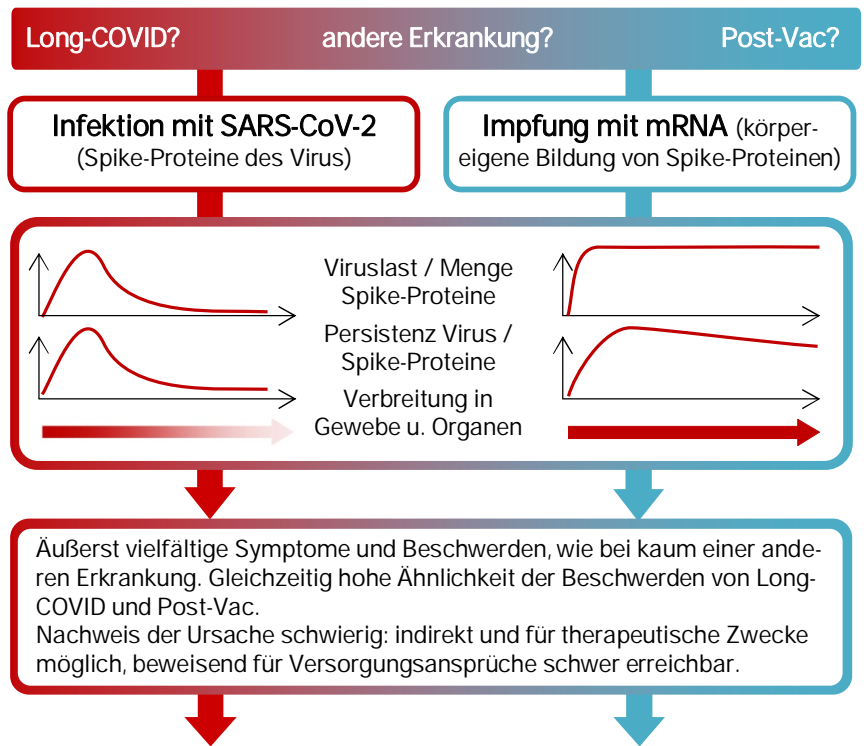 Long-COVID? andere Erkrankung? Post-Vac?
Infektion mit SARS-CoV-2
(Spike-Proteine des Virus)
Impfung mit mRNA (körper-
eigene Bildung von Spike-Proteinen)
Viruslast / Menge
Spike-Proteine
Persistenz Virus /
Spike-Proteine
Verbreitung in
Gewebe u. Organen
Äußerst vielfältige Symptome und Beschwerden, wie bei kaum einer ande-
ren Erkrankung. Gleichzeitig hohe Ähnlichkeit der Beschwerden von Long-
COVID und Post-Vac.
Nachweis der Ursache schwierig: indirekt und für therapeutische Zwecke
möglich, beweisend für Versorgungsansprüche schwer erreichbar.